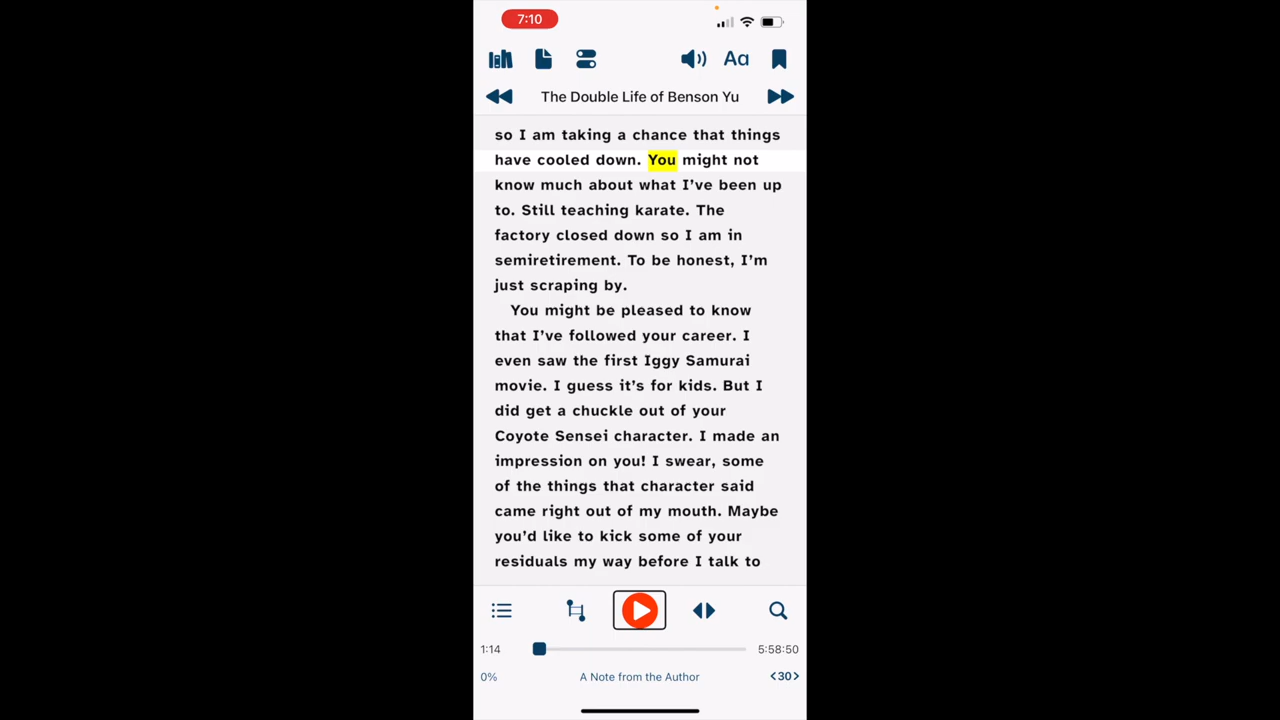 7:10
Aa
The Double Life of Benson Yu
so I am taking a chance that things
have cooled down. You might not
know much about what I’ve been up
to. Still teaching karate. The
factory closed down so I am in
semiretirement. To be honest, I’m
just scraping by.
You might be pleased to know
that I’ve followed your career. I
even saw the first Iggy Samurai
movie. I guess it’s for kids. But I
did get a chuckle out of your
Coyote Sensei character. I made an
impression on you! I swear, some
of the things that character said
came right out of my mouth. Maybe
you’d like to kick some of your
residuals my way before I talk to
1:14
5:58:50
0%
A Note from the Author
<30>